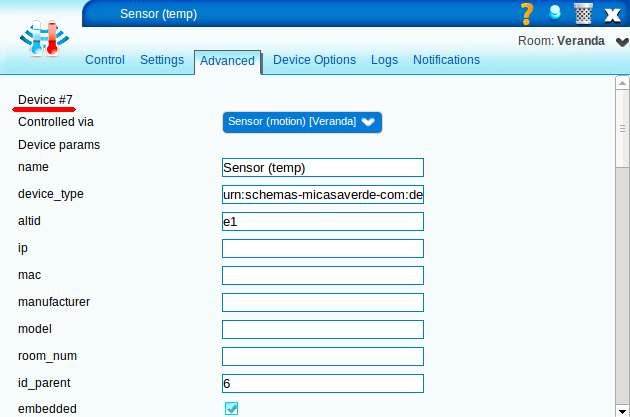 Sensor (temp)
Room: Veranda
Control Settings Advanced Device Options Logs Notifications
Device #7
Controlled via Sensor (motion) [Veranda]
Device params
name Sensor (temp)
device_type urn:schemas-micasaverde-com:de
altid e1
ip
mac
manufacturer
model
room_num
id_parent 6
embedded